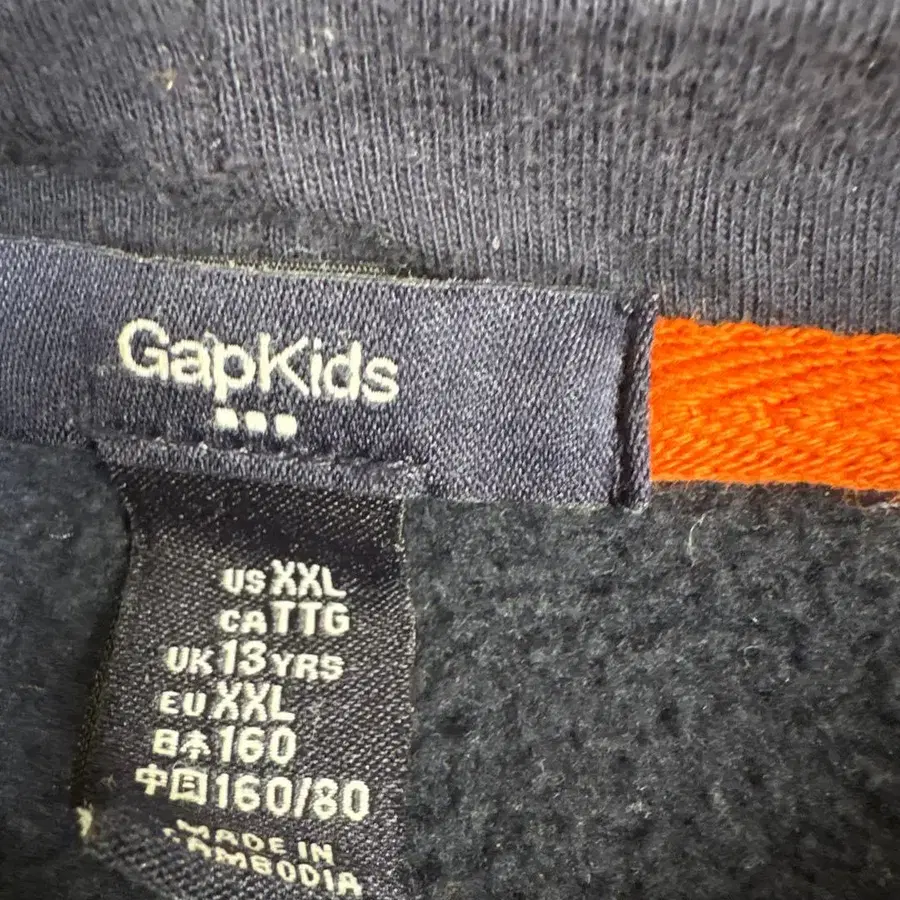 GapKids
US XXL
CA TTG
UK 13 YRS
EU XXL
日本 160
中国 160/80
MADE IN
CAMBODIA